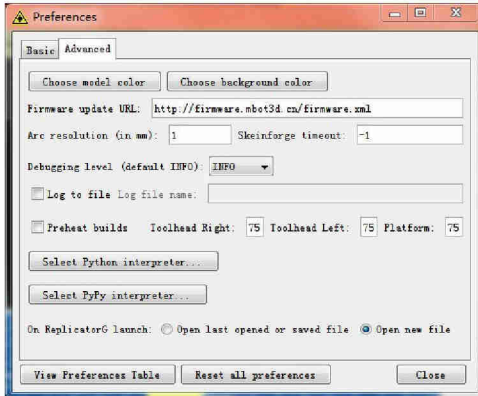 Preferences
Basic Advanced
Choose model color Choose background color
Firmware update URL: http://firmware.mbot3d.cn/firmware.xml
Arc resolution (in mm): 1 Skeinforge timeout: -1
Debugging level (default INFO): INFO
Log to file Log file name:
Preheat builds Toolhead Right: 75 Toolhead Left: 75 Platform: 75
Select Python interpreter...
Select PyPy interpreter...
On ReplicatorG launch: Open last opened or saved file Open new file
View Preferences Table Reset all preferences Close